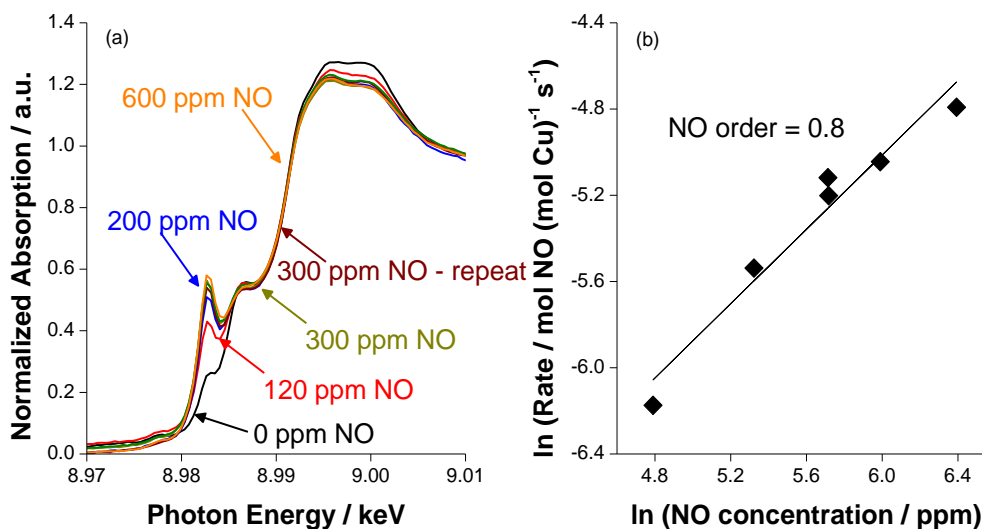 (a)
Normalized Absorption / a.u.
1.4
1.2
1.0
0.8
0.6
0.4
0.2
0.0
600 ppm NO
200 ppm NO
300 ppm NO - repeat
300 ppm NO
120 ppm NO
0 ppm NO
8.97
8.98
8.99
9.00
9.01
Photon Energy / keV
(b)
ln (Rate / mol NO (mol Cu)⁻¹ s⁻¹)
-4.4
-4.8
-5.2
-5.6
-6.0
-6.4
NO order = 0.8
4.8
5.2
5.6
6.0
6.4
ln (NO concentration / ppm)